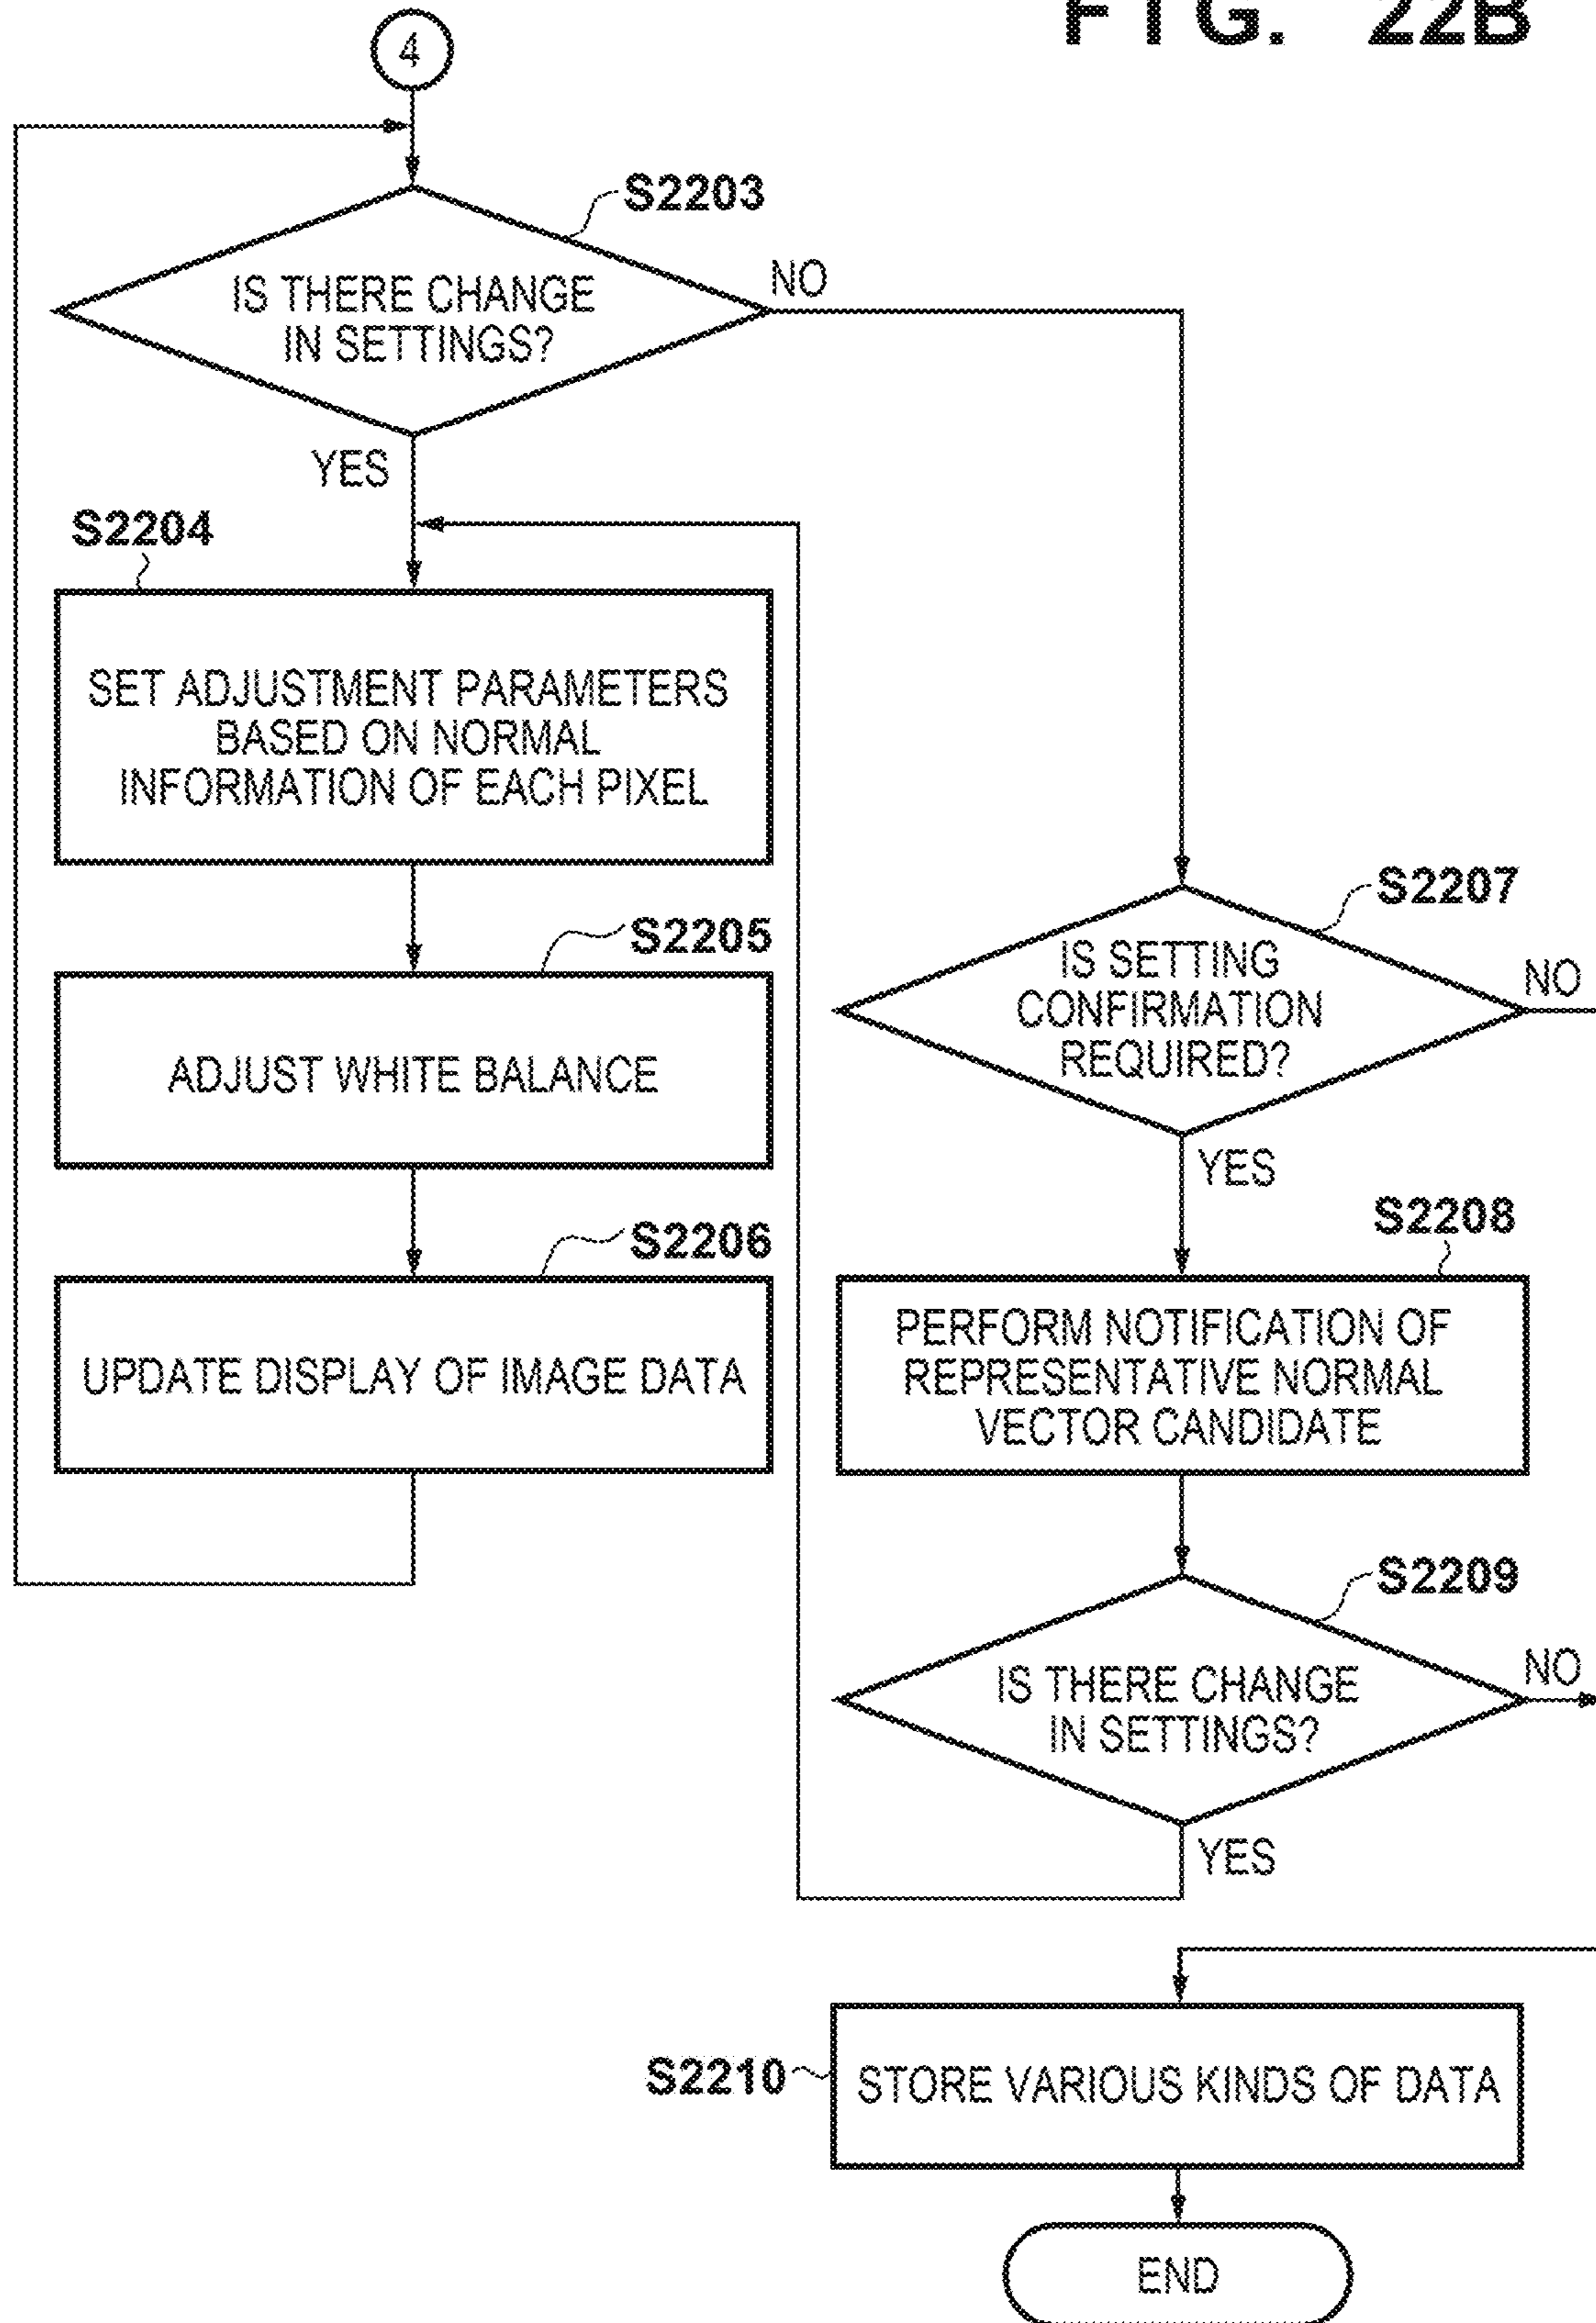 FIG. 22B
4
S2203
IS THERE CHANGE
IN SETTINGS?
NO
YES
S2204
SET ADJUSTMENT PARAMETERS
BASED ON NORMAL
INFORMATION OF EACH PIXEL
S2205
ADJUST WHITE BALANCE
S2206
UPDATE DISPLAY OF IMAGE DATA
S2207
IS SETTING
CONFIRMATION
REQUIRED?
NO
YES
S2208
PERFORM NOTIFICATION OF
REPRESENTATIVE NORMAL
VECTOR CANDIDATE
S2209
IS THERE CHANGE
IN SETTINGS?
NO
YES
S2210
STORE VARIOUS KINDS OF DATA
END